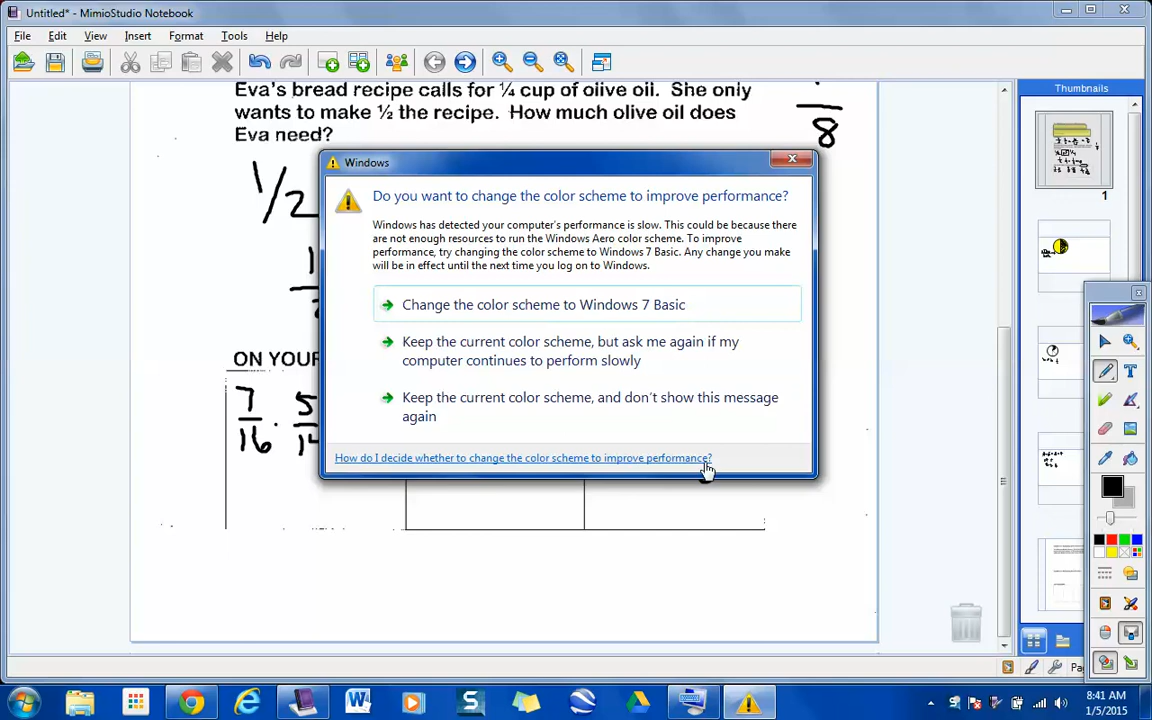 Untitled* - MimioStudio Notebook
File Edit View Insert Format Tools Help
Eva's bread recipe calls for ¼ cup of olive oil. She only
wants to make ½ the recipe. How much olive oil does
Eva need?
8
1/2
1
Windows
Do you want to change the color scheme to improve performance?
Windows has detected your computer's performance is slow. This could be because
there are not enough resources to run the Windows Aero color scheme. To improve
performance, try changing the color scheme to Windows 7 Basic. Any change you make
will be in effect until the next time you log on to Windows.
Change the color scheme to Windows 7 Basic
Keep the current color scheme, but ask me again if my
computer continues to perform slowly
Keep the current color scheme, and don't show this message
again
How do I decide whether to change the color scheme to improve performance?
ON YOUR
7/16 · 5/14
Thumbnails
1
8:41 AM
1/5/2015